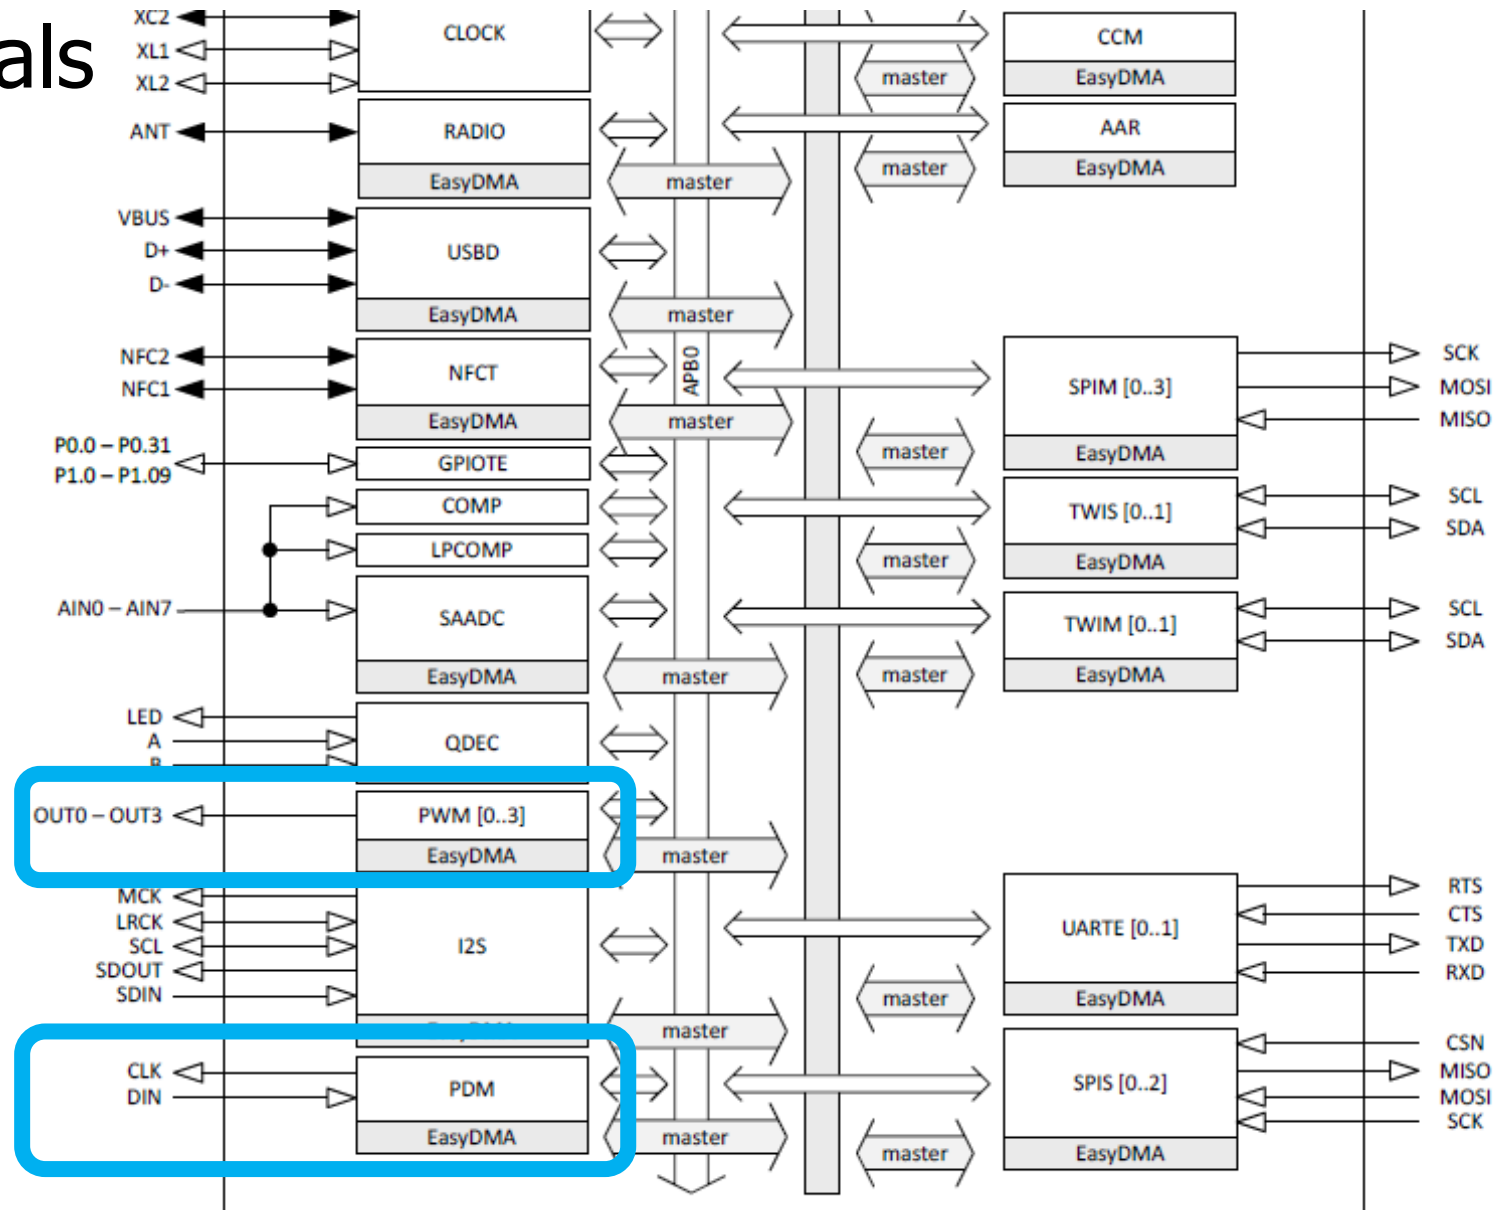 als
XC2
XL1
XL2
CLOCK
CCM
master
EasyDMA
ANT
RADIO
EasyDMA
master
AAR
master
EasyDMA
VBUS
D+
D-
USBD
EasyDMA
master
NFC2
NFC1
NFCT
EasyDMA
master
APB0
P0.0 – P0.31
P1.0 – P1.09
GPIOTE
COMP
LPCOMP
AIN0 – AIN7
SAADC
EasyDMA
master
LED
A
B
QDEC
OUT0 – OUT3
PWM [0..3]
EasyDMA
master
MCK
LRCK
SCL
SDOUT
SDIN
I2S
EasyDMA
master
CLK
DIN
PDM
EasyDMA
master
SPIM [0..3]
master
EasyDMA
SCK
MOSI
MISO
TWIS [0..1]
master
EasyDMA
SCL
SDA
TWIM [0..1]
master
EasyDMA
SCL
SDA
UARTE [0..1]
master
EasyDMA
RTS
CTS
TXD
RXD
SPIS [0..2]
master
EasyDMA
CSN
MISO
MOSI
SCK